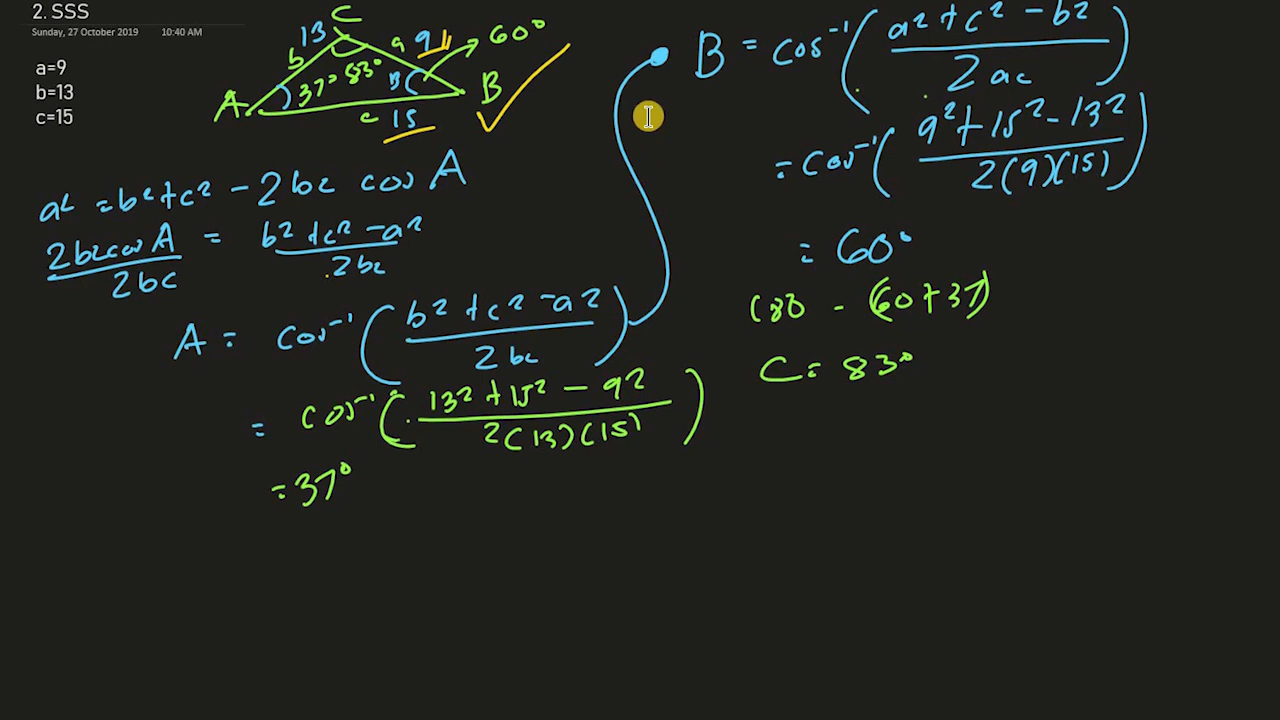 2. SSS
Sunday, 27 October 2019 10:40 AM
a=9
b=13
c=15
C
b 13 a 9
60°
A 37° 83° B B
c 15
a² = b² + c² - 2bc cos A
2bc cos A / 2bc = b² + c² - a² / 2bc
A = cos⁻¹ ( b² + c² - a² / 2bc )
= cos⁻¹ ( 13² + 15² - 9² / 2(13)(15) )
= 37°
B = cos⁻¹ ( a² + c² - b² / 2ac )
= cos⁻¹ ( 9² + 15² - 13² / 2(9)(15) )
= 60°
180 - (60+37)
C = 83°